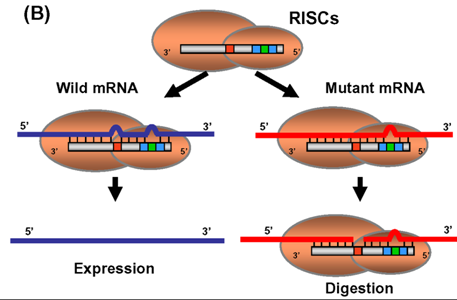 (B)
RISCs
3’ 5’
Wild mRNA Mutant mRNA
5’ 3’ 5’ 3’
3’ 5’ 3’ 5’
5’ 3’ 5’ 3’
3’ 5’
Expression
Digestion